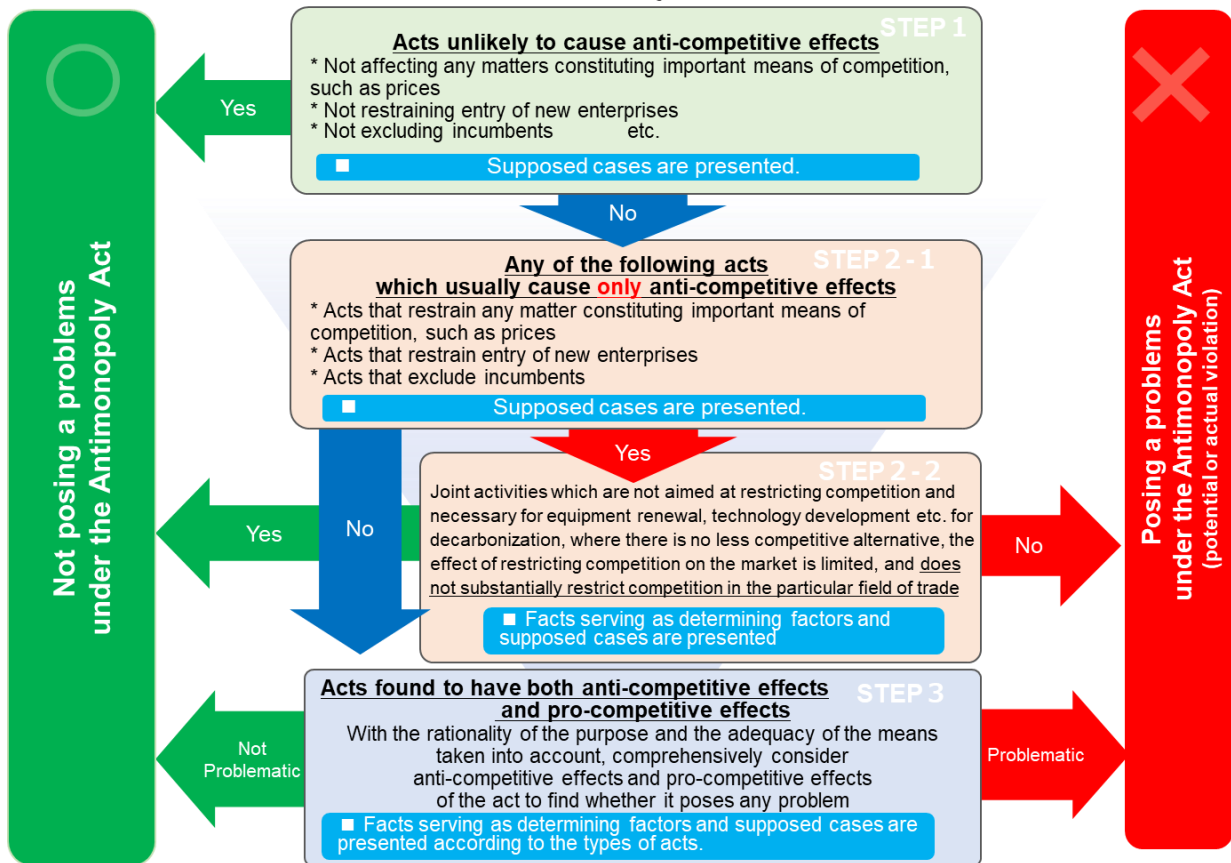 STEP 1
Acts unlikely to cause anti-competitive effects
* Not affecting any matters constituting important means of competition,
such as prices
* Not restraining entry of new enterprises
* Not excluding incumbents etc.
■ Supposed cases are presented.
Yes
No
STEP 2-1
Any of the following acts
which usually cause only anti-competitive effects
* Acts that restrain any matter constituting important means of
competition, such as prices
* Acts that restrain entry of new enterprises
* Acts that exclude incumbents
■ Supposed cases are presented.
Yes
No
STEP 2-2
Joint activities which are not aimed at restricting competition and
necessary for equipment renewal, technology development etc. for
decarbonization, where there is no less competitive alternative, the
effect of restricting competition on the market is limited, and does
not substantially restrict competition in the particular field of trade
■ Facts serving as determining factors and
supposed cases are presented
Yes
No
STEP 3
Acts found to have both anti-competitive effects
and pro-competitive effects
With the rationality of the purpose and the adequacy of the means
taken into account, comprehensively consider
anti-competitive effects and pro-competitive effects
of the act to find whether it poses any problem
■ Facts serving as determining factors and supposed cases are
presented according to the types of acts.
Not
Problematic
Problematic
Not posing a problems
under the Antimonopoly Act
Posing a problems
under the Antimonopoly Act
(potential or actual violation)